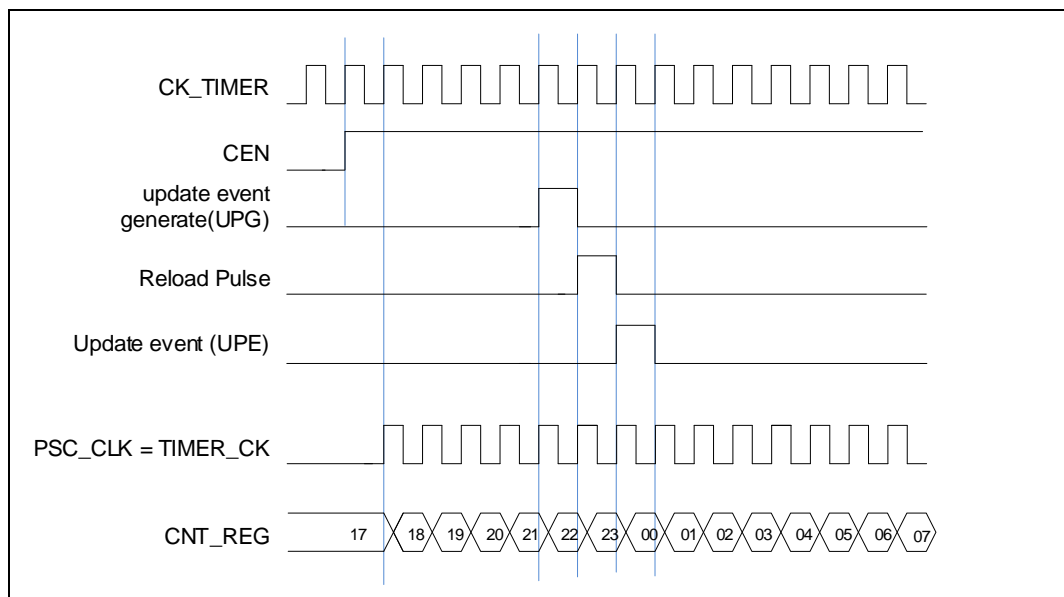 CK_TIMER
CEN
update event
generate(UPG)
Reload Pulse
Update event (UPE)
PSC_CLK = TIMER_CK
CNT_REG 17 18 19 20 21 22 23 00 01 02 03 04 05 06 07